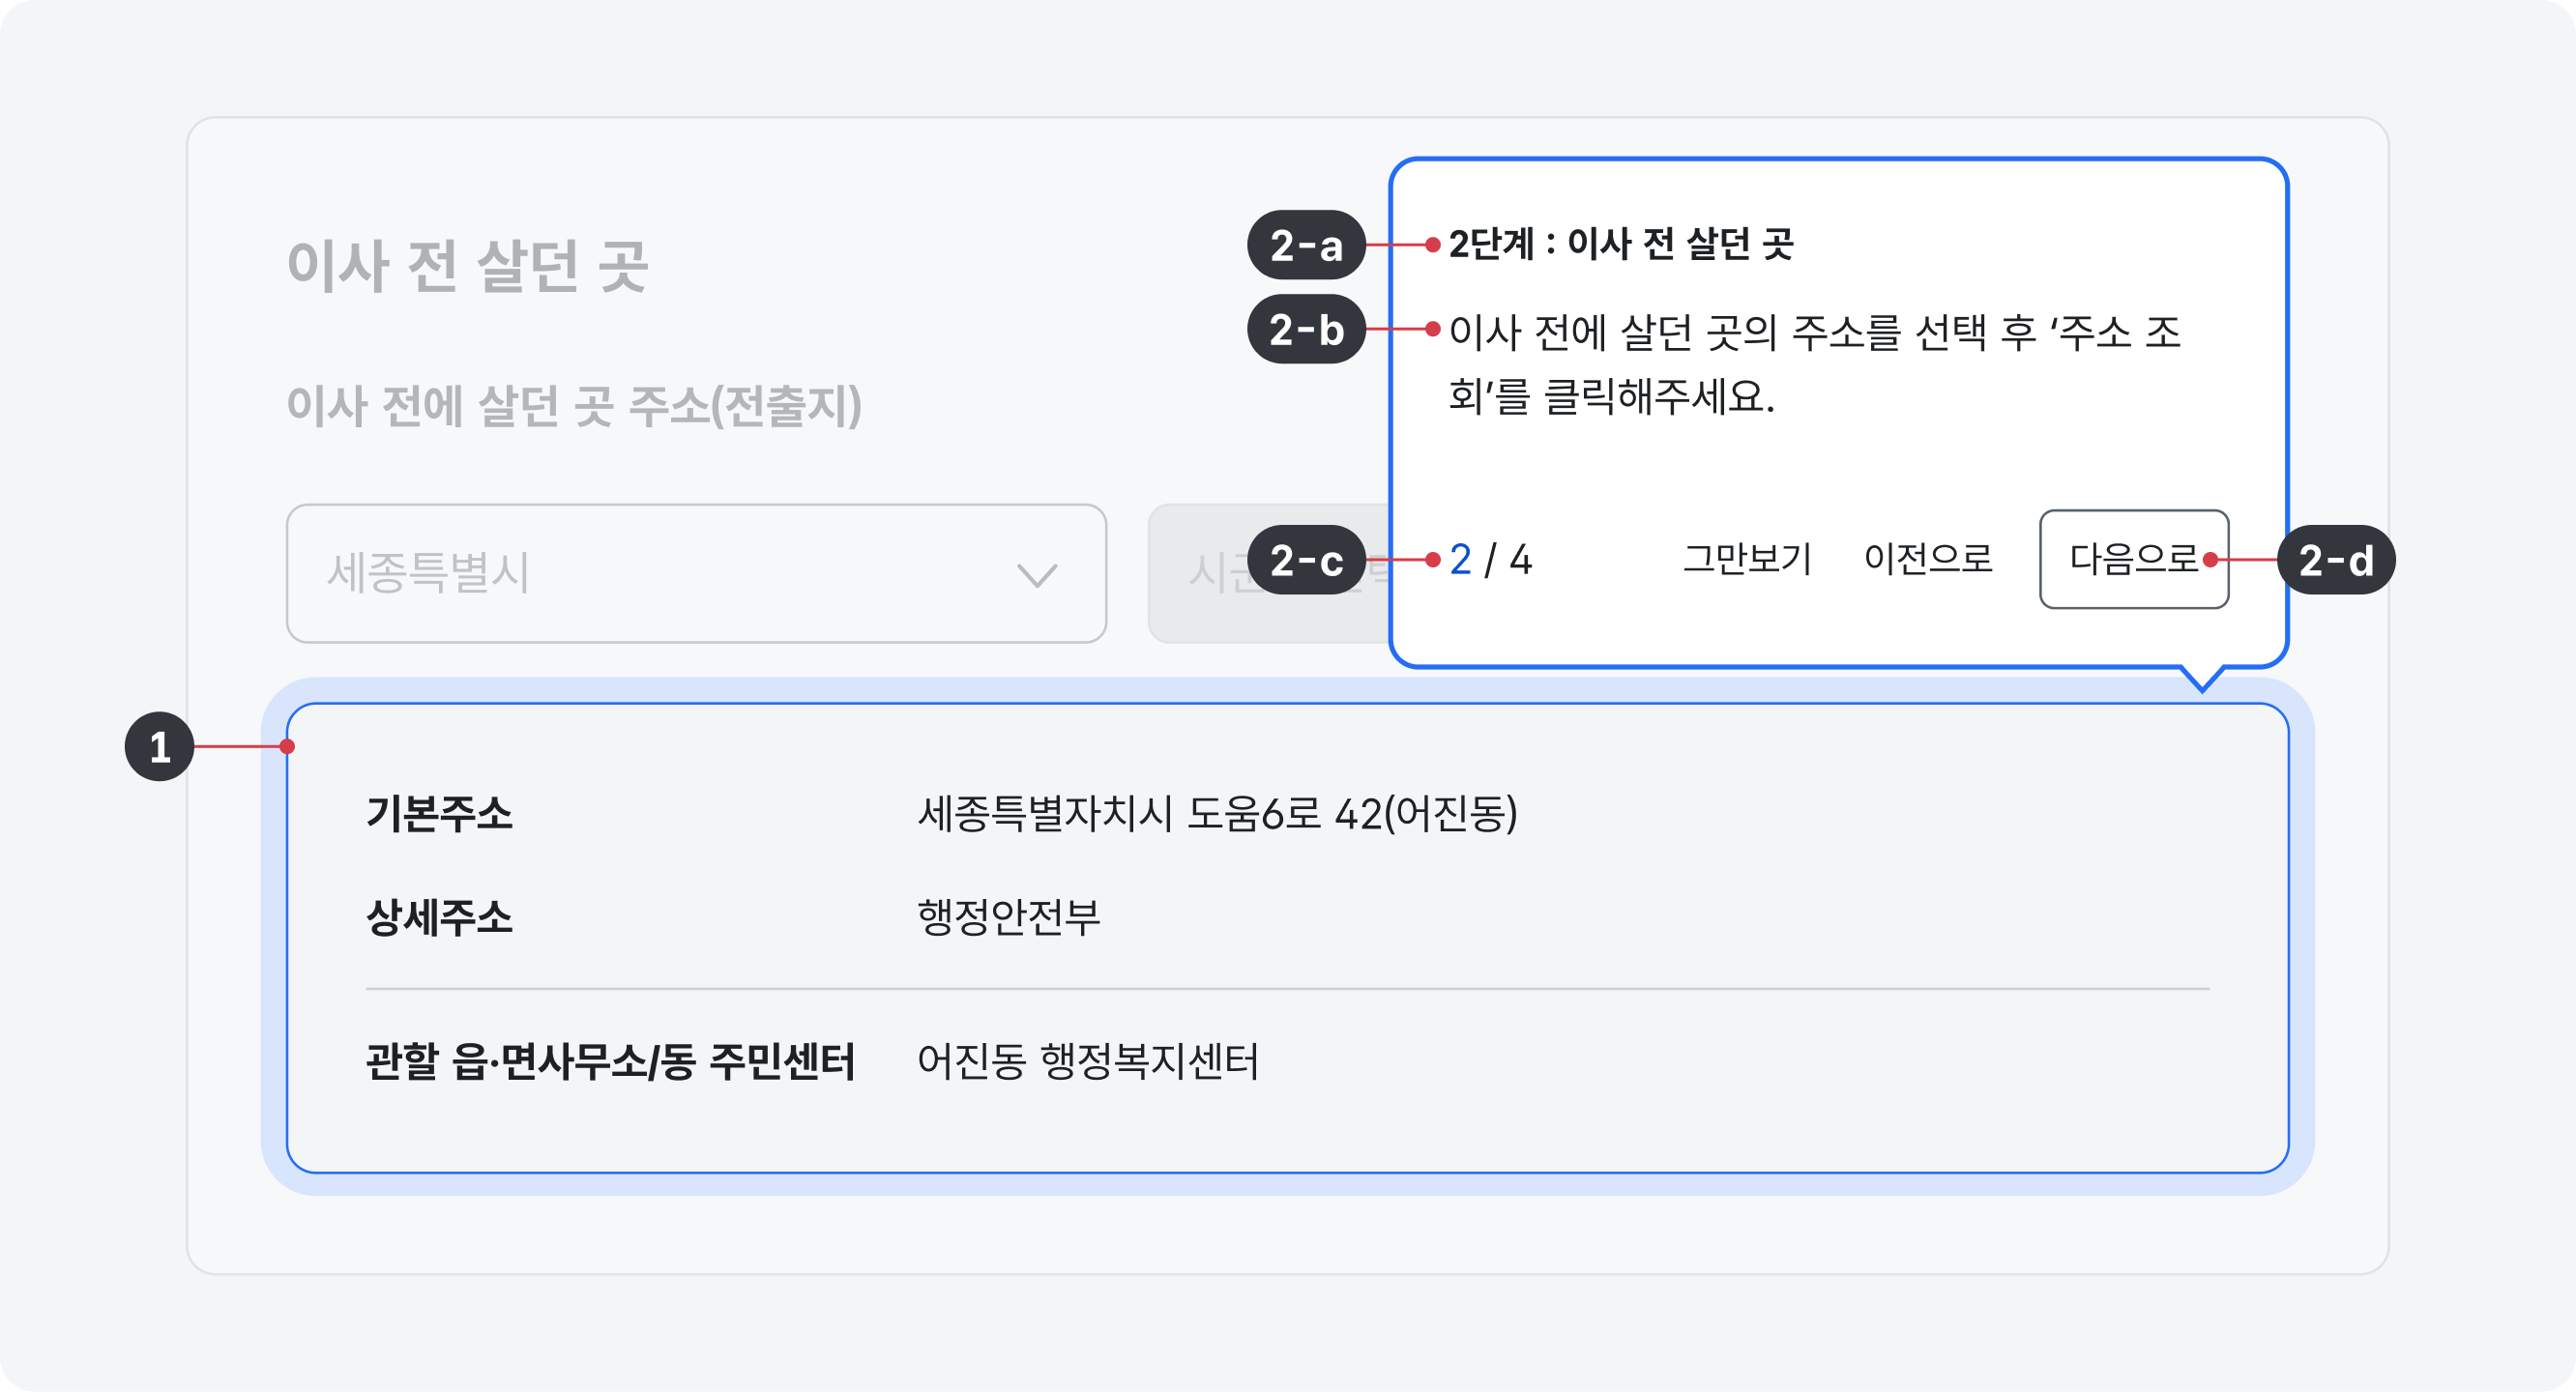 이사 전 살던 곳
이사 전에 살던 곳 주소(전출지)
세종특별시
2-a
2단계 : 이사 전 살던 곳
2-b
이사 전에 살던 곳의 주소를 선택 후 ‘주소 조
회’를 클릭해주세요.
2-c
2 / 4
그만보기
이전으로
다음으로
2-d
1
기본주소
세종특별자치시 도움6로 42(어진동)
상세주소
행정안전부
관할 읍·면사무소/동 주민센터
어진동 행정복지센터